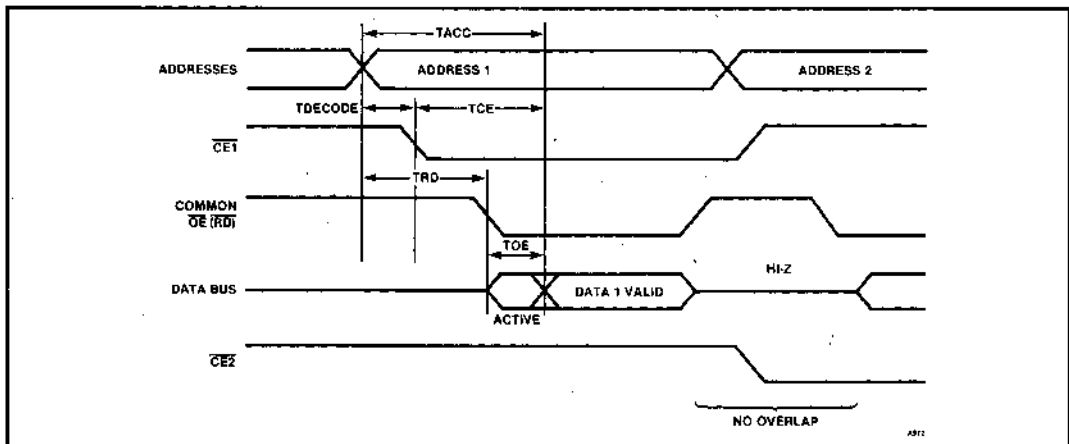 TACC
ADDRESSES ADDRESS 1 ADDRESS 2
TDECODE TCE
CE1
TRD
COMMON
OE (RD)
TOE
HI-Z
DATA BUS DATA 1 VALID
ACTIVE
CE2
NO OVERLAP